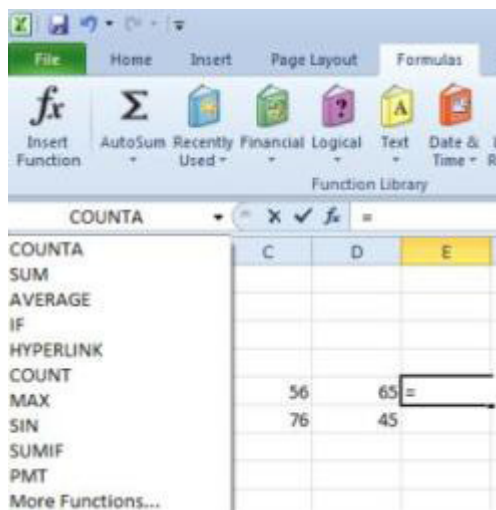 File Home Insert Page Layout Formulas
fx Σ ? A
Insert AutoSum Recently Financial Logical Text Date &
Function Used Time
Function Library
COUNTA fx =
COUNTA C D E
SUM
AVERAGE
IF
HYPERLINK
COUNT
MAX 56 65 =
SIN 76 45
SUMIF
PMT
More Functions...